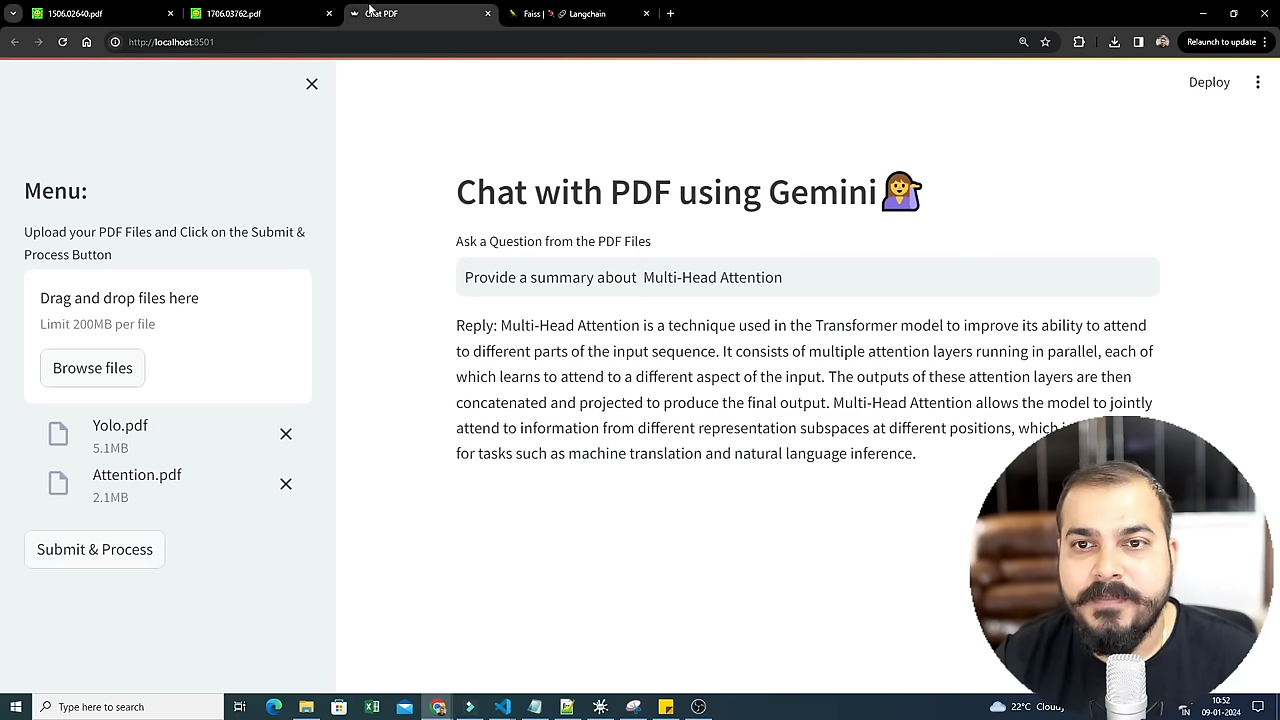 1506.02640.pdf
1706.03762.pdf
Chat PDF
Faiss | Langchain
http://localhost:8501
Relaunch to update
Deploy
Menu:
Upload your PDF Files and Click on the Submit &
Process Button
Drag and drop files here
Limit 200MB per file
Browse files
Yolo.pdf
5.1MB
Attention.pdf
2.1MB
Submit & Process
Chat with PDF using Gemini
Ask a Question from the PDF Files
Provide a summary about Multi-Head Attention
Reply: Multi-Head Attention is a technique used in the Transformer model to improve its ability to attend
to different parts of the input sequence. It consists of multiple attention layers running in parallel, each of
which learns to attend to a different aspect of the input. The outputs of these attention layers are then
concatenated and projected to produce the final output. Multi-Head Attention allows the model to jointly
attend to information from different representation subspaces at different positions, which
for tasks such as machine translation and natural language inference.
Type here to search
22°C Cloudy
IN
10:52
09-01-2024